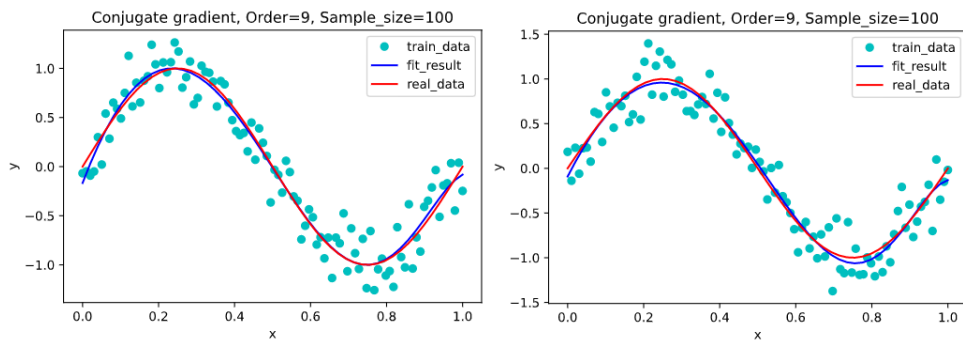 Conjugate gradient, Order=9, Sample_size=100
train_data
fit_result
real_data
1.0
0.5
0.0
-0.5
-1.0
y
0.0
0.2
0.4
0.6
0.8
1.0
x
Conjugate gradient, Order=9, Sample_size=100
train_data
fit_result
real_data
1.5
1.0
0.5
0.0
-0.5
-1.0
-1.5
y
0.0
0.2
0.4
0.6
0.8
1.0
x